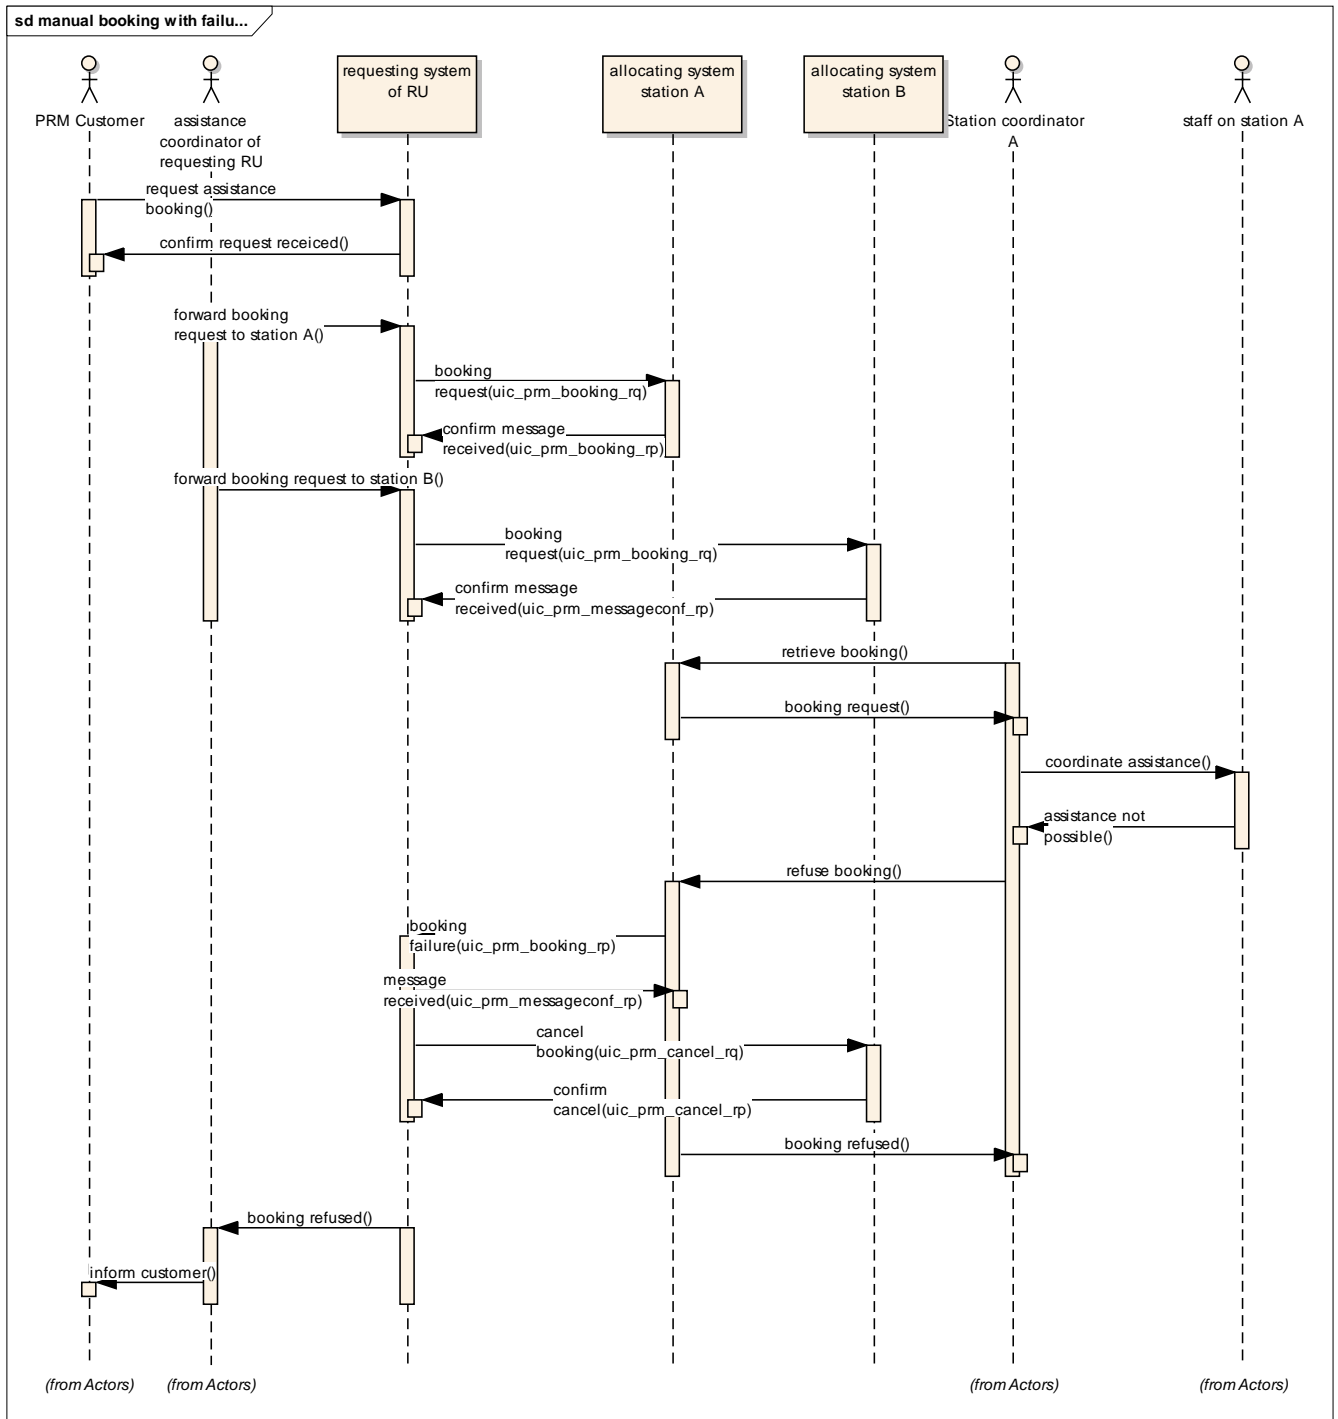 sd manual booking with failu...
requesting system
of RU
allocating system
station A
allocating system
station B
PRM Customer
assistance
coordinator of
requesting RU
Station coordinator
A
staff on station A
request assistance
booking()
confirm request receiced()
forward booking
request to station A()
booking
request(uic_prm_booking_rq)
confirm message
received(uic_prm_booking_rp)
forward booking request to station B()
booking
request(uic_prm_booking_rq)
confirm message
received(uic_prm_messageconf_rp)
retrieve booking()
booking request()
coordinate assistance()
assistance not
possible()
refuse booking()
booking
failure(uic_prm_booking_rp)
message
received(uic_prm_messageconf_rp)
cancel
booking(uic_prm_cancel_rq)
confirm
cancel(uic_prm_cancel_rp)
booking refused()
booking refused()
inform customer()
(from Actors)
(from Actors)
(from Actors)
(from Actors)